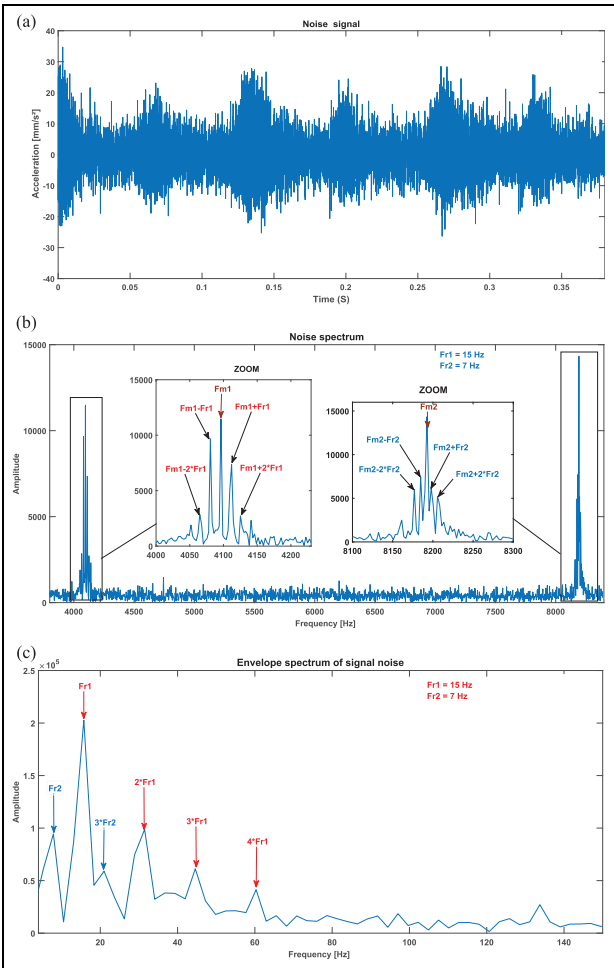 (a)
Noise signal
Acceleration [mm/s²]
40
30
20
10
0
-10
-20
-30
-40
0 0.05 0.1 0.15 0.2 0.25 0.3 0.35
Time (S)
(b)
Noise spectrum
Fr1 = 15 Hz
Fr2 = 7 Hz
Amplitude
15000
10000
5000
0
4000 4500 5000 5500 6000 6500 7000 7500 8000
Frequency [Hz]
ZOOM
Fm1
Fm1-Fr1
Fm1+Fr1
Fm1-2*Fr1
Fm1+2*Fr1
15000
10000
5000
0
4000 4050 4100 4150 4200
ZOOM
Fm2
Fm2-Fr2
Fm2+Fr2
Fm2-2*Fr2
Fm2+2*Fr2
15000
10000
5000
0
8100 8200 8300
(c)
Envelope spectrum of signal noise
Fr1 = 15 Hz
Fr2 = 7 Hz
× 10⁵
Amplitude
2.5
2
1.5
1
0.5
0
Fr1
Fr2
2*Fr1
3*Fr2
3*Fr1
4*Fr1
20 40 60 80 100 120 140
Frequency [Hz]